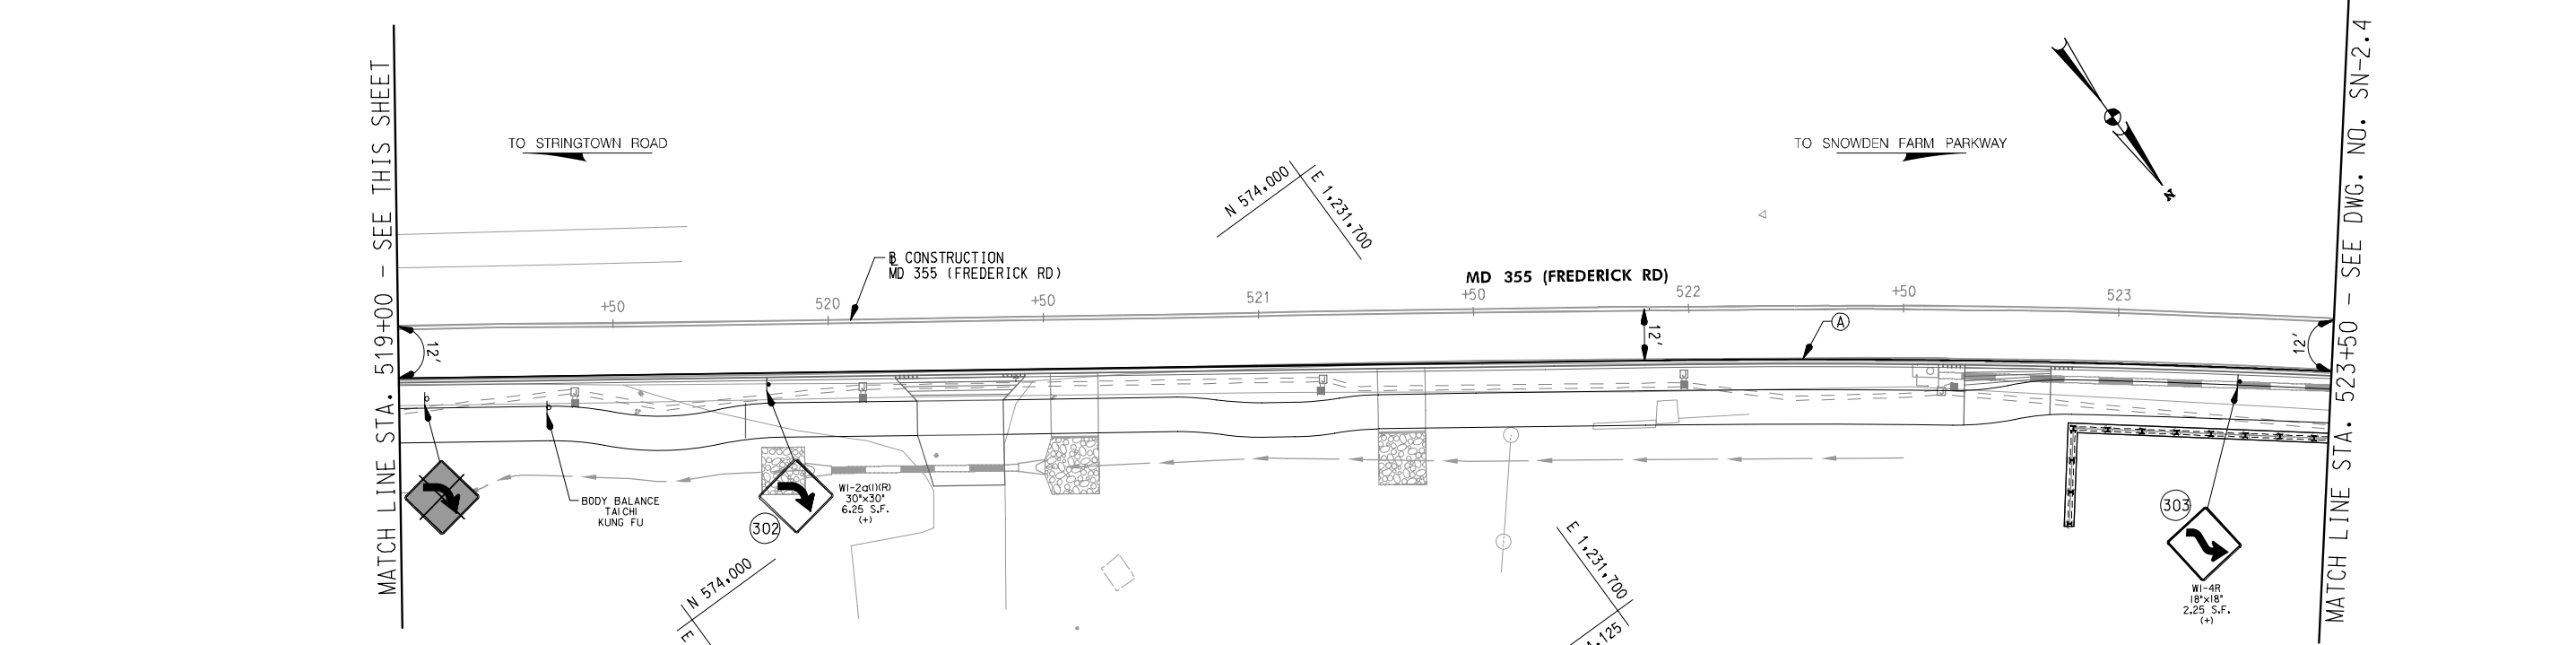 MATCH LINE STA. 519+00 - SEE THIS SHEET
TO STRINGTOWN ROAD
N 574,000
E 1,231,700
TO SNOWDEN FARM PARKWAY
N
MATCH LINE STA. 523+50 - SEE DWG. NO. SN-2.4
B CONSTRUCTION
MD 355 (FREDERICK RD)
MD 355 (FREDERICK RD)
+50
520
+50
521
+50
522
+50
523
12'
12'
A
12'
BODY BALANCE
TAI CHI
KUNG FU
302
W1-2a(1)(R)
30"x30"
6.25 S.F.
(+)
303
W1-4R
18"x18"
2.25 S.F.
(+)
N 574,000
E
E 1,231,700